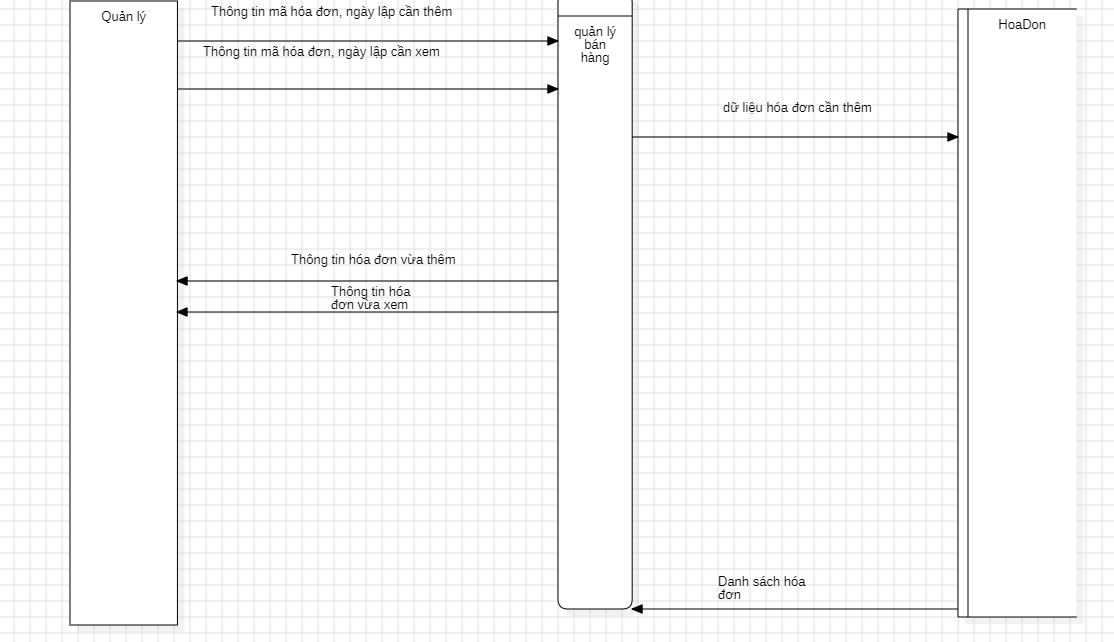 Quản lý
Thông tin mã hóa đơn, ngày lập cần thêm
Thông tin mã hóa đơn, ngày lập cần xem
quản lý
bán
hàng
HoaDon
dữ liệu hóa đơn cần thêm
Thông tin hóa đơn vừa thêm
Thông tin hóa
đơn vừa xem
Danh sách hóa
đơn